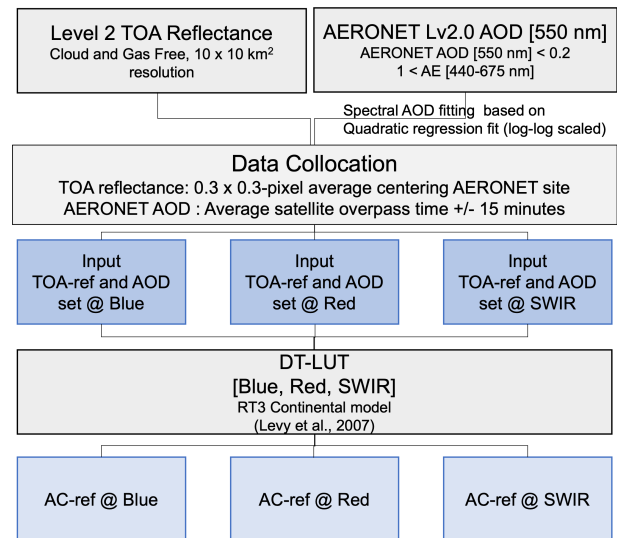 Level 2 TOA Reflectance
Cloud and Gas Free, 10 x 10 km²
resolution
AERONET Lv2.0 AOD [550 nm]
AERONET AOD [550 nm] < 0.2
1 < AE [440-675 nm]
Spectral AOD fitting based on
Quadratic regression fit (log-log scaled)
Data Collocation
TOA reflectance: 0.3 x 0.3-pixel average centering AERONET site
AERONET AOD : Average satellite overpass time +/- 15 minutes
Input
TOA-ref and AOD
set @ Blue
Input
TOA-ref and AOD
set @ Red
Input
TOA-ref and AOD
set @ SWIR
DT-LUT
[Blue, Red, SWIR]
RT3 Continental model
(Levy et al., 2007)
AC-ref @ Blue
AC-ref @ Red
AC-ref @ SWIR